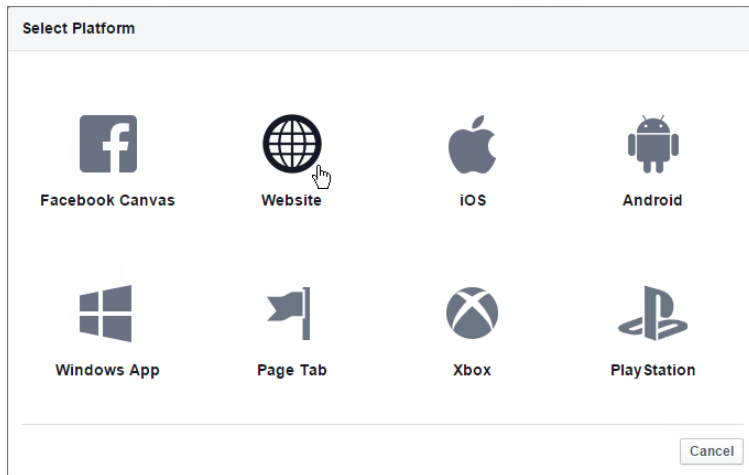 Select Platform
Facebook Canvas Website iOS Android
Windows App Page Tab Xbox PlayStation
Cancel